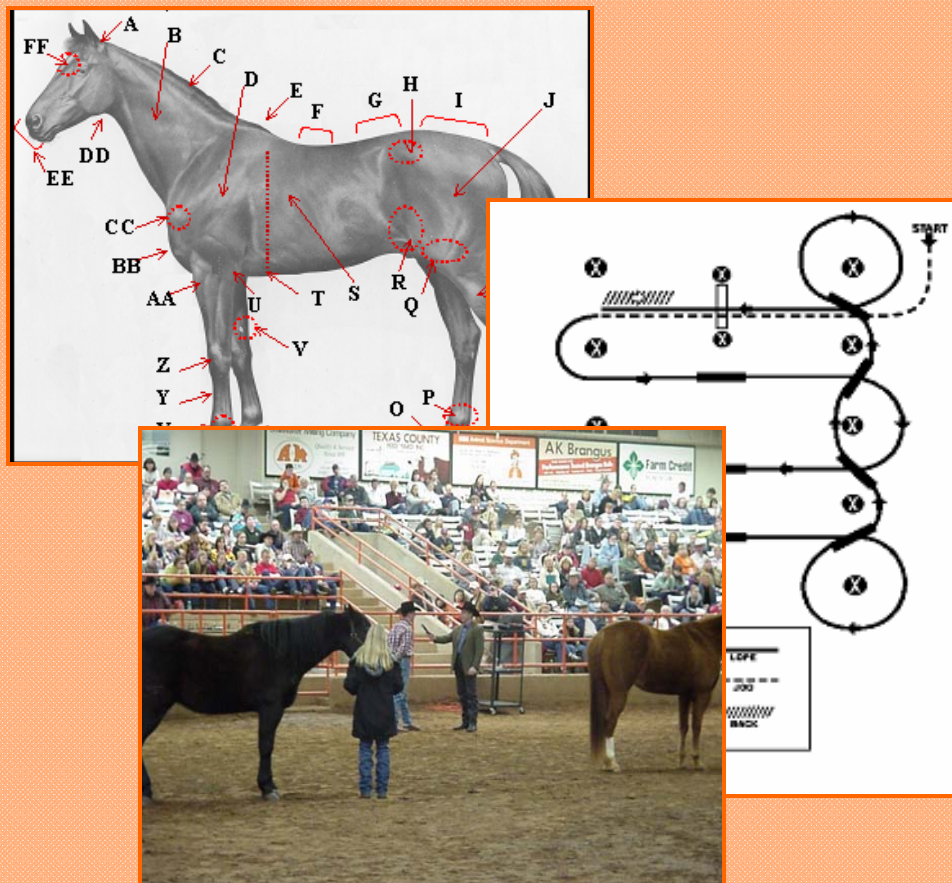 A
B
FF
C
D
E
F
G
H
I
J
DD
EE
CC
BB
AA
U
T
S
R
Q
V
Z
Y
P
O
START
X
X
X
X
X
X
X
X
X
LOPE
JOG
BACK
TEXAS COUNTY
AK Brangus
Farm Credit